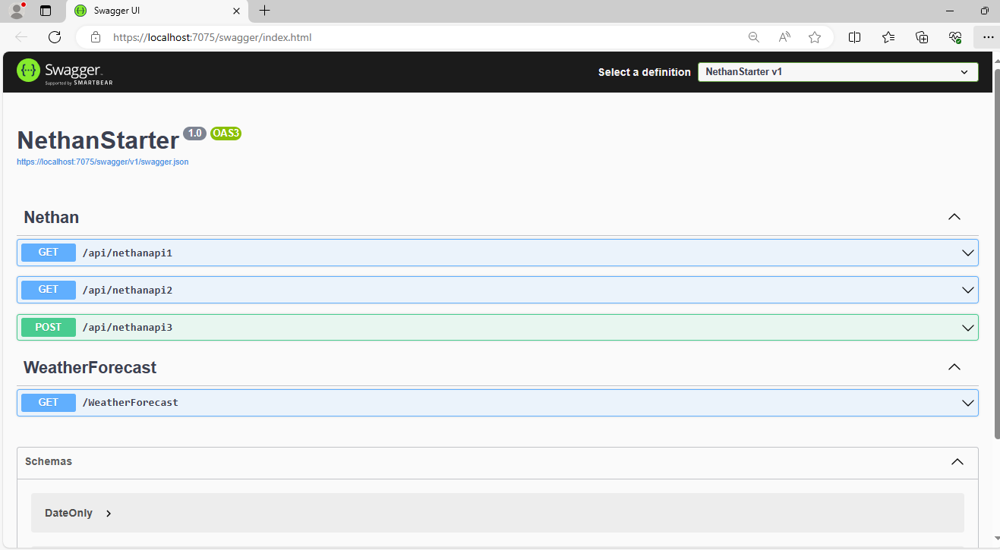 Swagger UI
https://localhost:7075/swagger/index.html
Swagger
Supported by SMARTBEAR
Select a definition
NethanStarter v1
NethanStarter 1.0 OAS3
https://localhost:7075/swagger/v1/swagger.json
Nethan
GET /api/nethanapi1
GET /api/nethanapi2
POST /api/nethanapi3
WeatherForecast
GET /WeatherForecast
Schemas
DateOnly